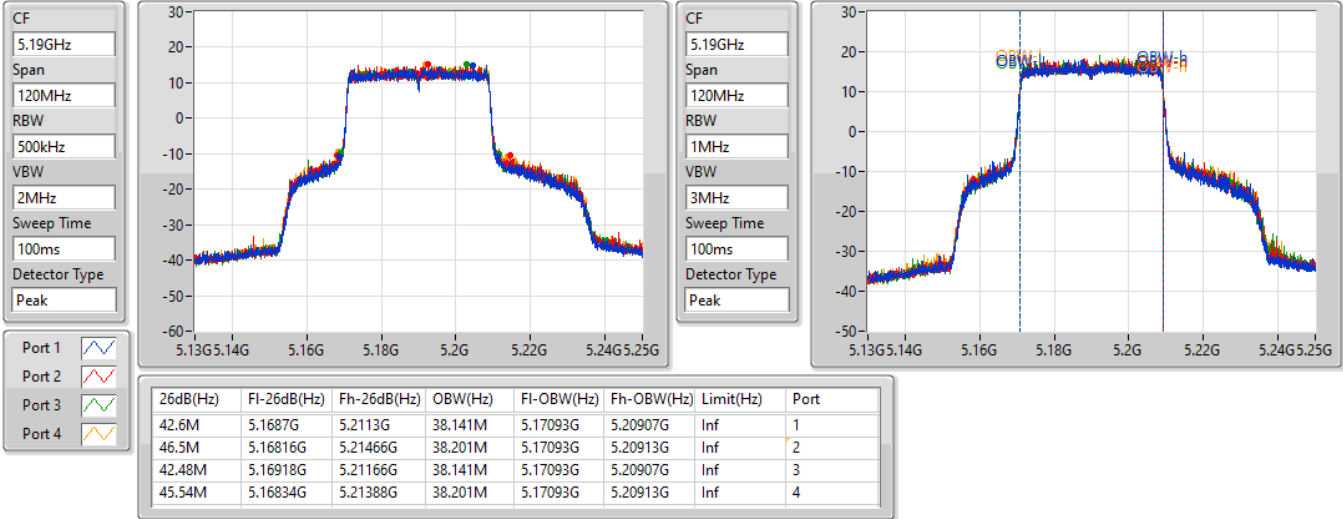 CF
5.19GHz
Span
120MHz
RBW
500kHz
VBW
2MHz
Sweep Time
100ms
Detector Type
Peak
30
20
10
0
-10
-20
-30
-40
-50
-60
5.13G 5.14G 5.16G 5.18G 5.2G 5.22G 5.24G 5.25G
CF
5.19GHz
Span
120MHz
RBW
1MHz
VBW
3MHz
Sweep Time
100ms
Detector Type
Peak
30
20
10
0
-10
-20
-30
-40
-50
OBW-l OBW-h
5.13G 5.14G 5.16G 5.18G 5.2G 5.22G 5.24G 5.25G
Port 1
Port 2
Port 3
Port 4
26dB(Hz) Fl-26dB(Hz) Fh-26dB(Hz) OBW(Hz) Fl-OBW(Hz) Fh-OBW(Hz) Limit(Hz) Port
42.6M 5.1687G 5.2113G 38.141M 5.17093G 5.20907G Inf 1
46.5M 5.16816G 5.21466G 38.201M 5.17093G 5.20913G Inf 2
42.48M 5.16918G 5.21166G 38.141M 5.17093G 5.20907G Inf 3
45.54M 5.16834G 5.21388G 38.201M 5.17093G 5.20913G Inf 4